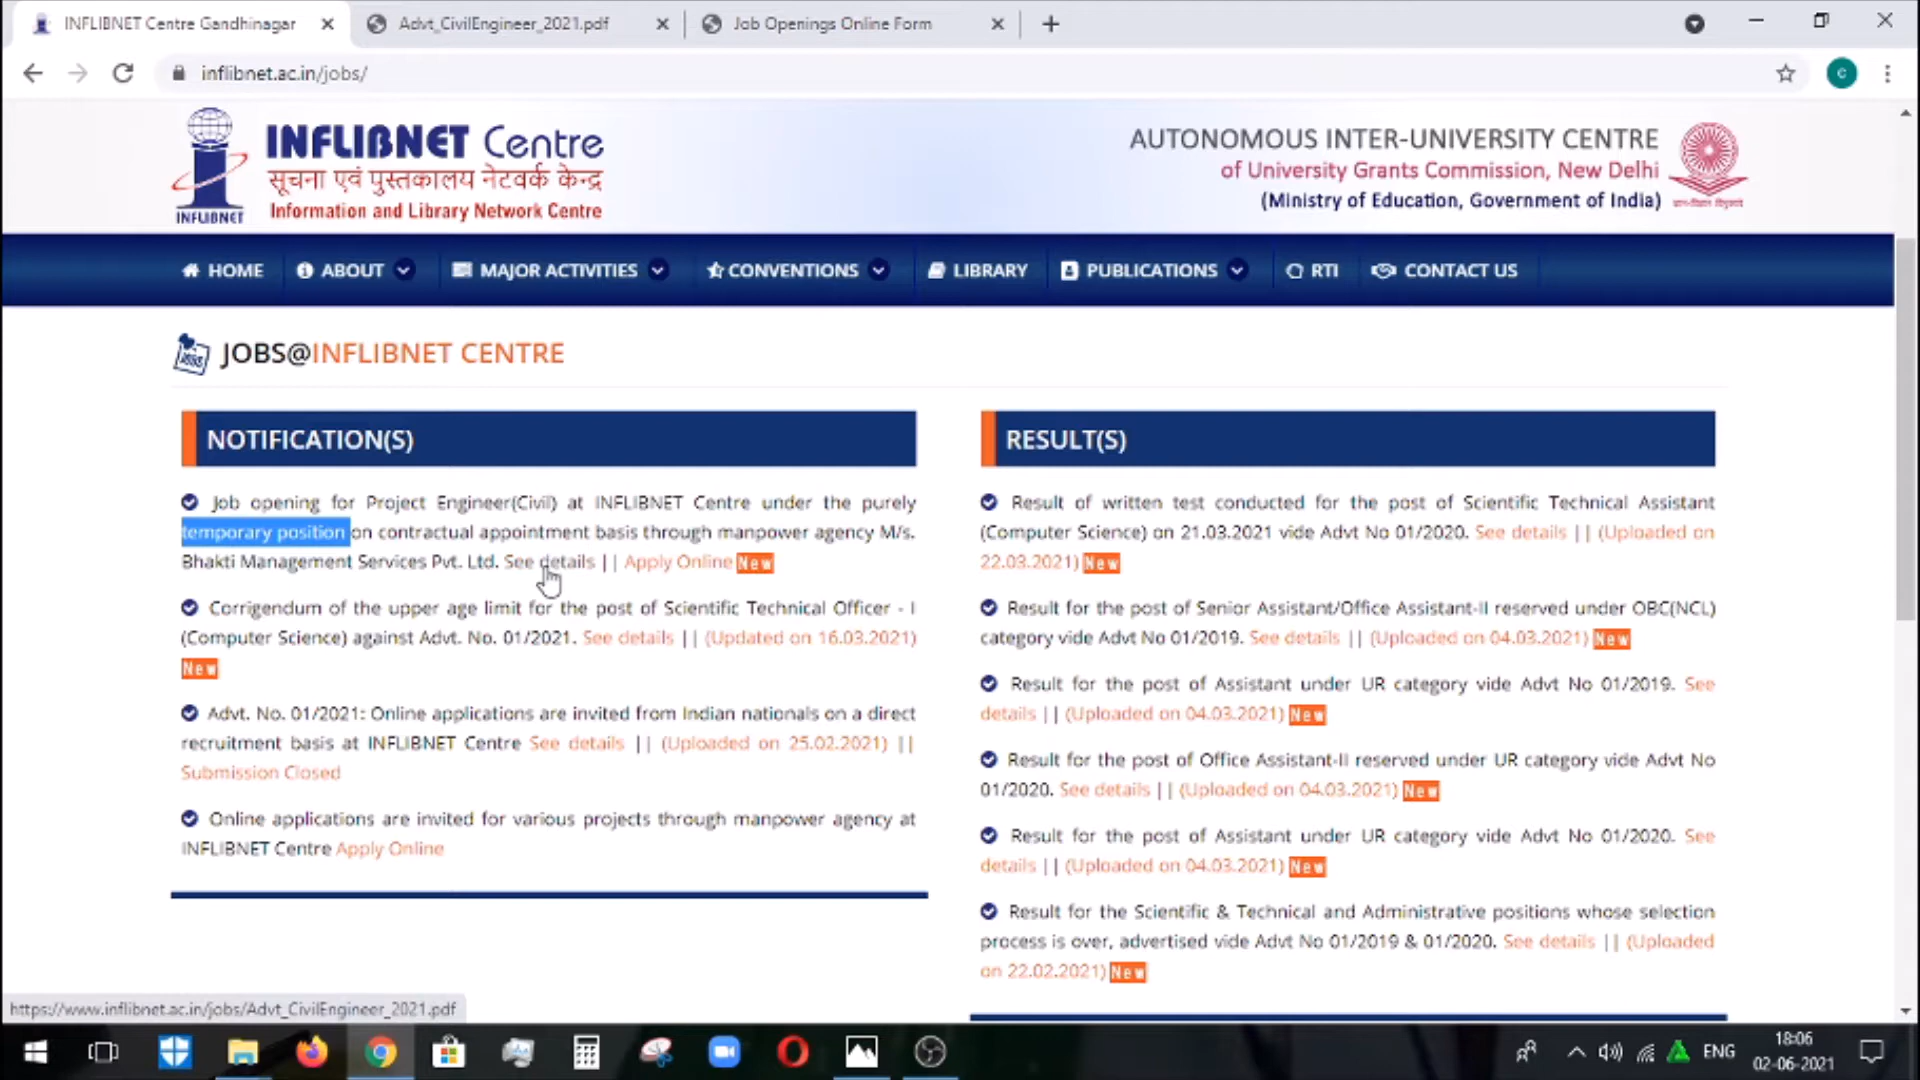 INFLIBNET Centre Gandhinagar
Advt_CivilEngineer_2021.pdf
Job Openings Online Form
inflibnet.ac.in/jobs/
C
INFLIBNET
INFLIBNET Centre
सूचना एवं पुस्तकालय नेटवर्क केन्द्र
Information and Library Network Centre
AUTONOMOUS INTER-UNIVERSITY CENTRE
of University Grants Commission, New Delhi
(Ministry of Education, Government of India)
HOME
ABOUT
MAJOR ACTIVITIES
CONVENTIONS
LIBRARY
PUBLICATIONS
RTI
CONTACT US
JOBS@INFLIBNET CENTRE
NOTIFICATION(S)
Job opening for Project Engineer(Civil) at INFLIBNET Centre under the purely
temporary position on contractual appointment basis through manpower agency M/s.
Bhakti Management Services Pvt. Ltd. See details || Apply Online New
Corrigendum of the upper age limit for the post of Scientific Technical Officer - I
(Computer Science) against Advt. No. 01/2021. See details || (Updated on 16.03.2021)
New
Advt. No. 01/2021: Online applications are invited from Indian nationals on a direct
recruitment basis at INFLIBNET Centre See details || (Uploaded on 25.02.2021) ||
Submission Closed
Online applications are invited for various projects through manpower agency at
INFLIBNET Centre Apply Online
RESULT(S)
Result of written test conducted for the post of Scientific Technical Assistant
(Computer Science) on 21.03.2021 vide Advt No 01/2020. See details || (Uploaded on
22.03.2021) New
Result for the post of Senior Assistant/Office Assistant-II reserved under OBC(NCL)
category vide Advt No 01/2019. See details || (Uploaded on 04.03.2021) New
Result for the post of Assistant under UR category vide Advt No 01/2019. See
details || (Uploaded on 04.03.2021) New
Result for the post of Office Assistant-II reserved under UR category vide Advt No
01/2020. See details || (Uploaded on 04.03.2021) New
Result for the post of Assistant under UR category vide Advt No 01/2020. See
details || (Uploaded on 04.03.2021) New
Result for the Scientific & Technical and Administrative positions whose selection
process is over, advertised vide Advt No 01/2019 & 01/2020. See details || (Uploaded
on 22.02.2021) New
https://www.inflibnet.ac.in/jobs/Advt_CivilEngineer_2021.pdf
ENG
18:06
02-06-2021